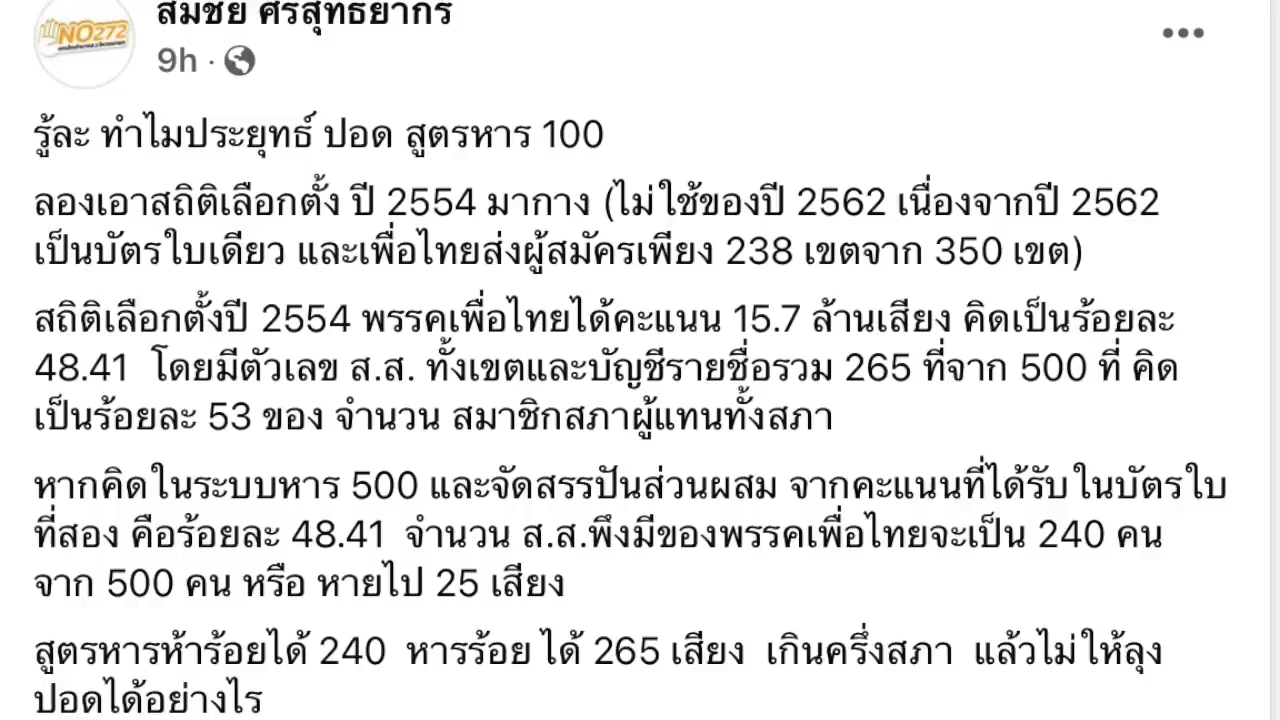 สมชัย ศรีสุทธิยากร
NO272
9h ·
รู้ละ ทำไมประยุทธ์ ปอด สูตรหาร 100
ลองเอาสถิติเลือกตั้ง ปี 2554 มากาง (ไม่ใช้ของปี 2562 เนื่องจากปี 2562
เป็นบัตรใบเดียว และเพื่อไทยส่งผู้สมัครเพียง 238 เขตจาก 350 เขต)
สถิติเลือกตั้งปี 2554 พรรคเพื่อไทยได้คะแนน 15.7 ล้านเสียง คิดเป็นร้อยละ
48.41 โดยมีตัวเลข ส.ส. ทั้งเขตและบัญชีรายชื่อรวม 265 ที่จาก 500 ที่ คิด
เป็นร้อยละ 53 ของ จำนวน สมาชิกสภาผู้แทนทั้งสภา
หากคิดในระบบหาร 500 และจัดสรรปันส่วนผสม จากคะแนนที่ได้รับในบัตรใบ
ที่สอง คือร้อยละ 48.41 จำนวน ส.ส.พึงมีของพรรคเพื่อไทยจะเป็น 240 คน
จาก 500 คน หรือ หายไป 25 เสียง
สูตรหารห้าร้อยได้ 240 หารร้อย ได้ 265 เสียง เกินครึ่งสภา แล้วไม่ให้ลุง
ปอดได้อย่างไร